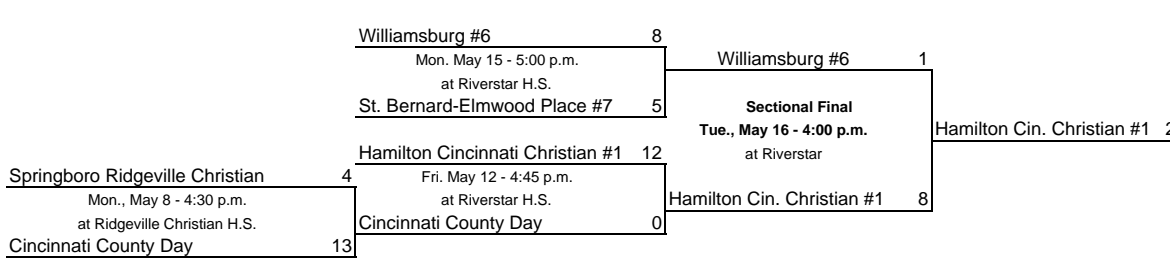 Williamsburg #6 8
Mon. May 15 - 5:00 p.m.
at Riverstar H.S.
St. Bernard-Elmwood Place #7 5
Williamsburg #6 1
Sectional Final
Tue., May 16 - 4:00 p.m.
at Riverstar
Hamilton Cin. Christian #1 2
Hamilton Cincinnati Christian #1 12
Fri. May 12 - 4:45 p.m.
at Riverstar H.S.
Cincinnati County Day 0
Hamilton Cin. Christian #1 8
Springboro Ridgeville Christian 4
Mon., May 8 - 4:30 p.m.
at Ridgeville Christian H.S.
Cincinnati County Day 13